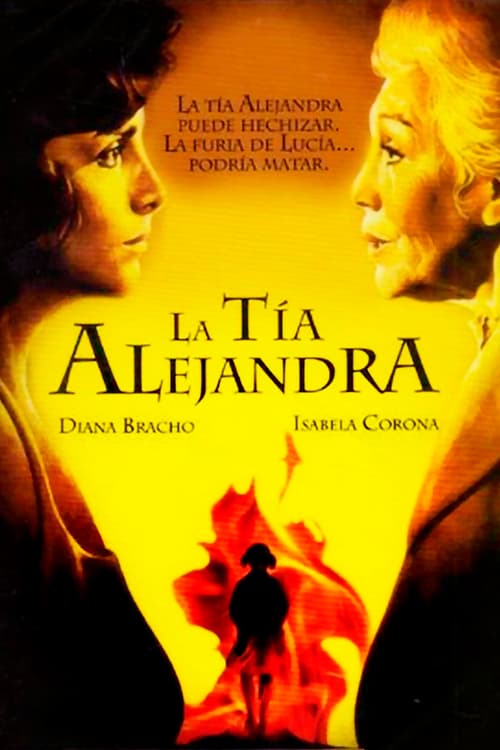 La tía Alejandra
puede hechizar.
La furia de Lucía...
podría matar.
La Tía
Alejandra
Diana Bracho
Isabela Corona